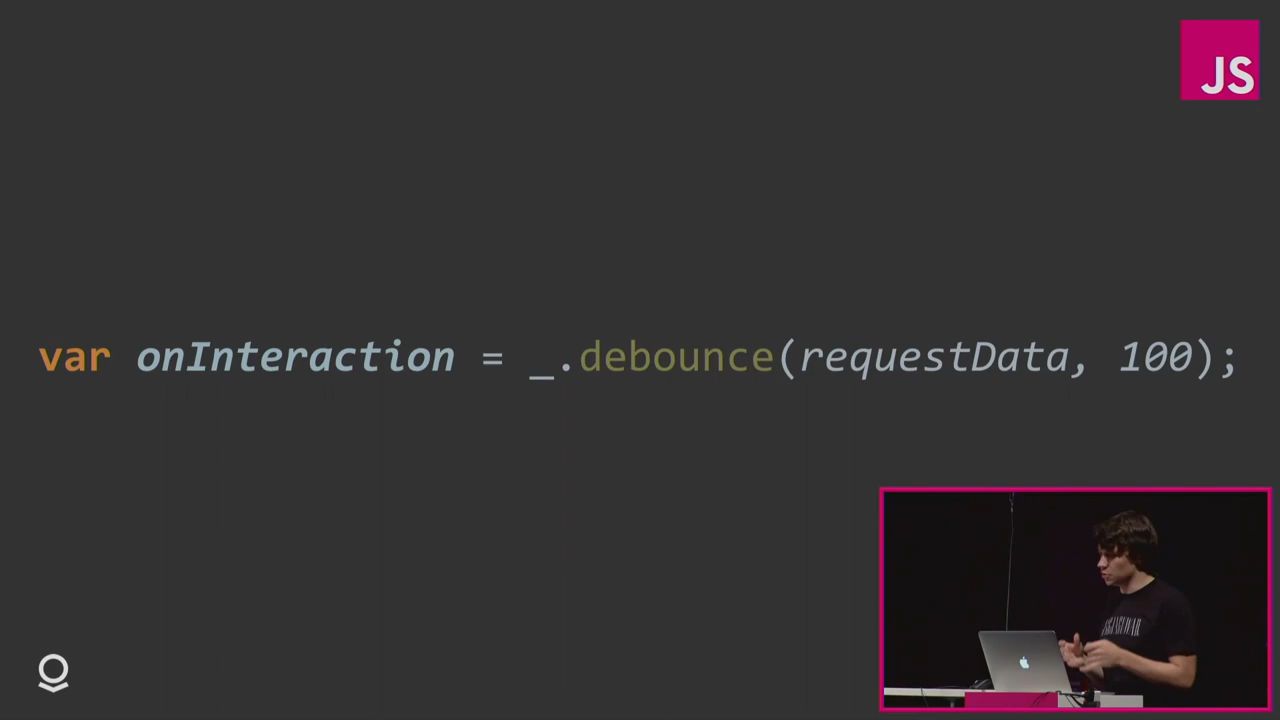 JS
var onInteraction = _.debounce(requestData, 100);